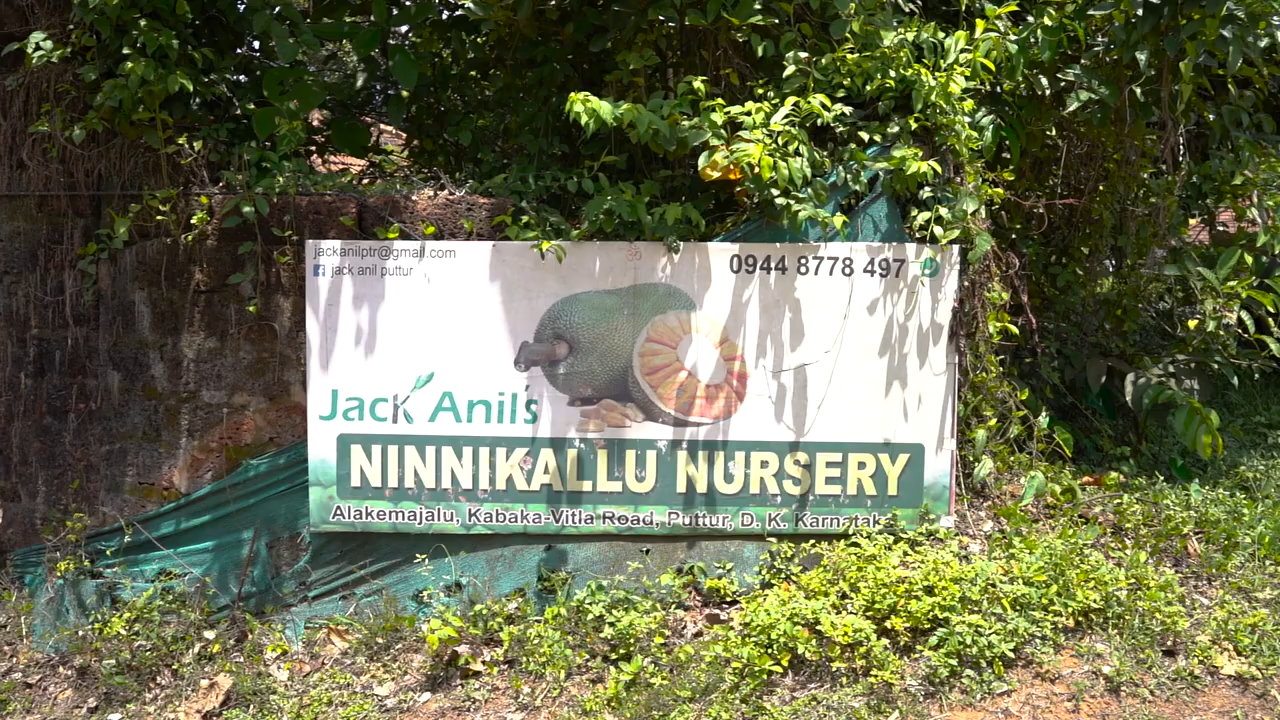 jackanilptr@gmail.com
jack anil puttur
ॐ
0944 8778 497
Jack Anil's
NINNIKALLU NURSERY
Alakemajalu, Kabaka-Vitla Road, Puttur, D. K. Karnataka